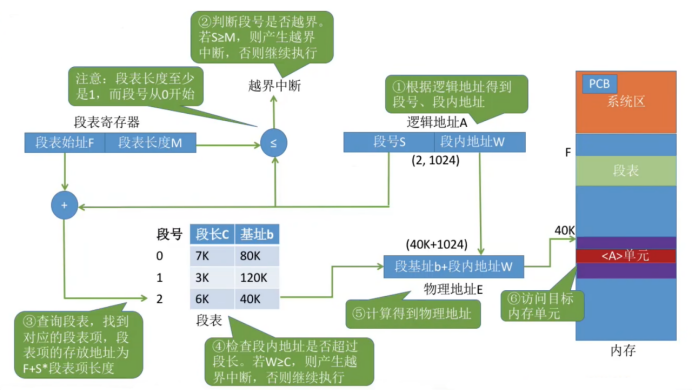 ②判断段号是否越界。
若S≥M，则产生越界
中断，否则继续执行
注意：段表长度至少
是1，而段号从0开始
越界中断
①根据逻辑地址得到
段号、段内地址
PCB
系统区
段表寄存器
逻辑地址A
段表始址F 段表长度M
≤
段号S 段内地址W
(2, 1024)
F
段表
+
段号 段长C 基址b
0 7K 80K
1 3K 120K
2 6K 40K
段表
(40K+1024)
段基址b+段内地址W
物理地址E
40K
<A>单元
③查询段表，找到
对应的段表项，段
表项的存放地址为
F+S*段表项长度
④检查段内地址是否超过
段长。若W≥C，则产生越
界中断，否则继续执行
⑤计算得到物理地址
⑥访问目标
内存单元
内存